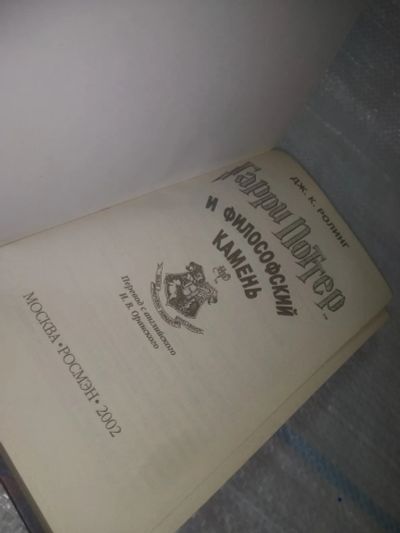 ДЖ. К. РОЛИНГ
Гарри Поттер
И ФИЛОСОФСКИЙ
КАМЕНЬ
Перевод с английского
И. В. Оранского
МОСКВА • РОСМЭН • 2002